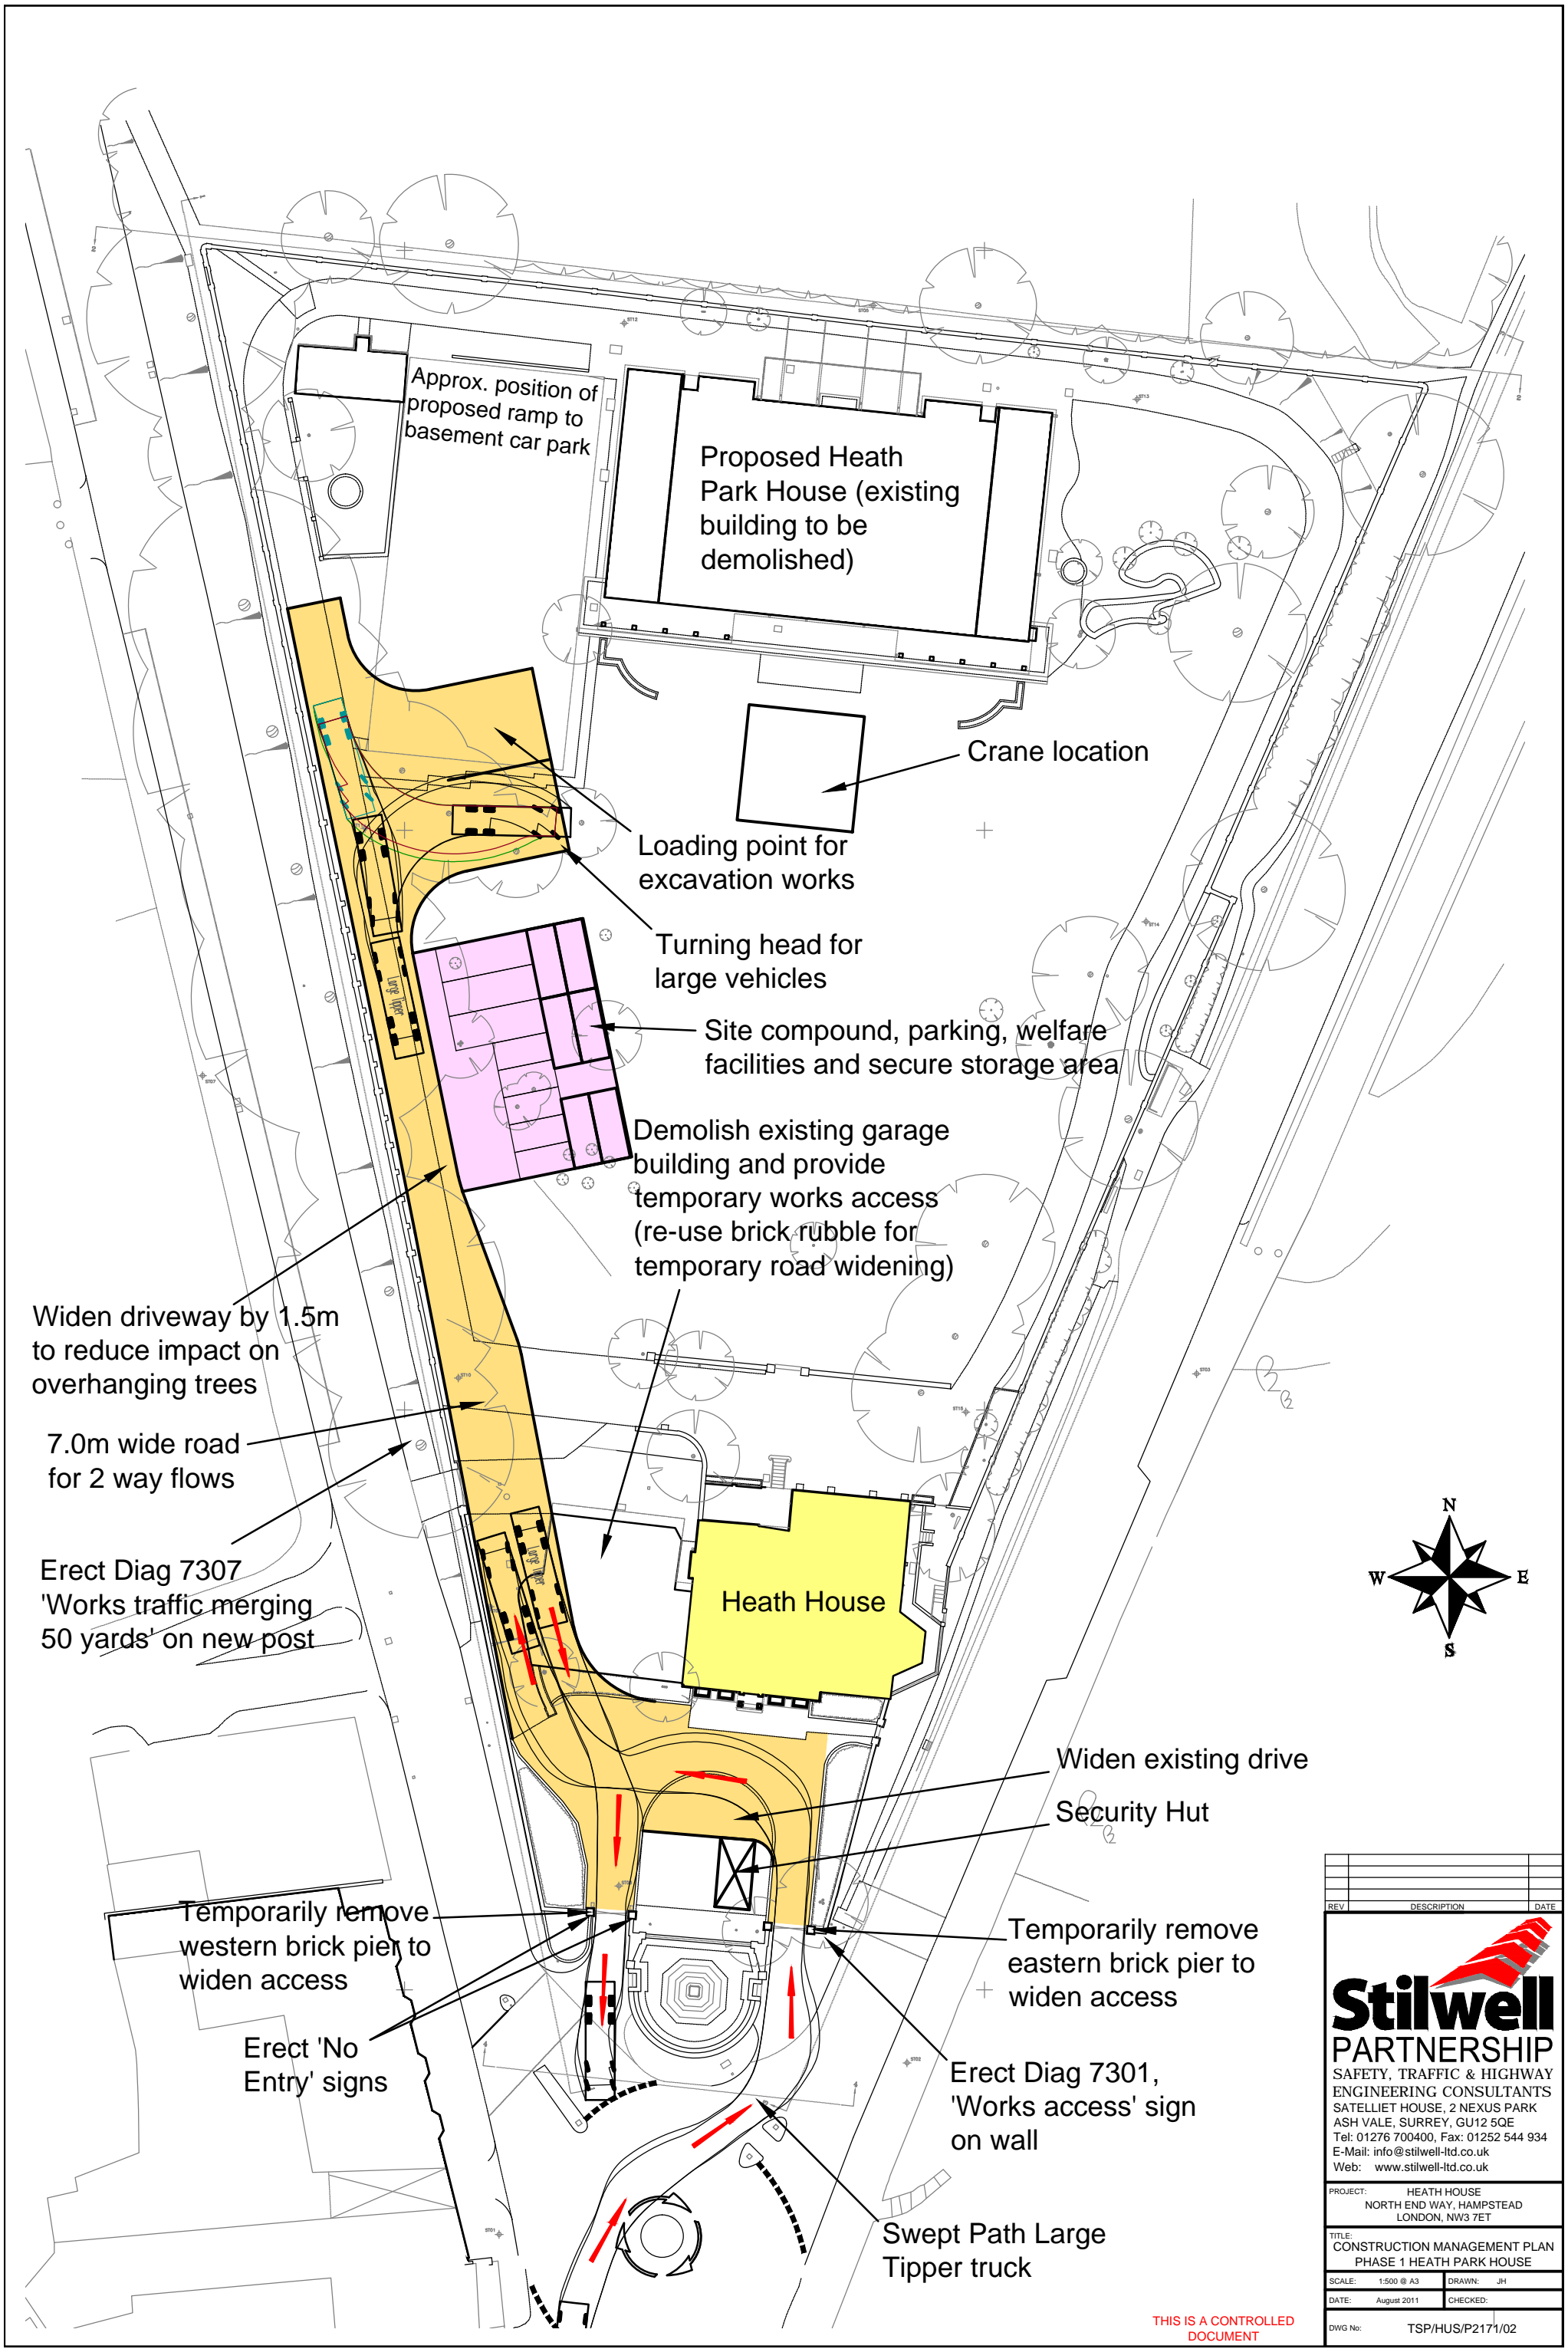 Approx. position of
proposed ramp to
basement car park
Proposed Heath
Park House (existing
building to be
demolished)
Crane location
Loading point for
excavation works
Turning head for
large vehicles
Large Tipper
Site compound, parking, welfare
facilities and secure storage area
Demolish existing garage
building and provide
temporary works access
(re-use brick rubble for
temporary road widening)
Widen driveway by 1.5m
to reduce impact on
overhanging trees
7.0m wide road
for 2 way flows
Erect Diag 7307
'Works traffic merging
50 yards' on new post
Large Tipper
Heath House
N
W
E
S
Widen existing drive
Security Hut
Temporarily remove
western brick pier to
widen access
Temporarily remove
eastern brick pier to
widen access
Erect 'No
Entry' signs
Erect Diag 7301,
'Works access' sign
on wall
Swept Path Large
Tipper truck
THIS IS A CONTROLLED
DOCUMENT
REV DESCRIPTION DATE
Stilwell
PARTNERSHIP
SAFETY, TRAFFIC & HIGHWAY
ENGINEERING CONSULTANTS
SATELLIET HOUSE, 2 NEXUS PARK
ASH VALE, SURREY, GU12 5QE
Tel: 01276 700400, Fax: 01252 544 934
E-Mail: info@stilwell-ltd.co.uk
Web: www.stilwell-ltd.co.uk
PROJECT: HEATH HOUSE
NORTH END WAY, HAMPSTEAD
LONDON, NW3 7ET
TITLE:
CONSTRUCTION MANAGEMENT PLAN
PHASE 1 HEATH PARK HOUSE
SCALE: 1:500 @ A3 DRAWN: JH
DATE: August 2011 CHECKED:
DWG No: TSP/HUS/P2171/02